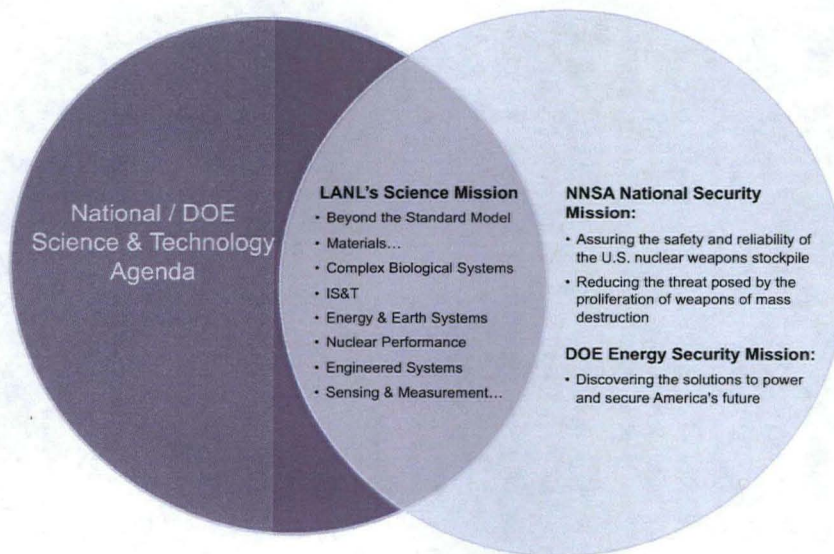 National / DOE
Science & Technology
Agenda
LANL's Science Mission
• Beyond the Standard Model
• Materials...
• Complex Biological Systems
• IS&T
• Energy & Earth Systems
• Nuclear Performance
• Engineered Systems
• Sensing & Measurement...
NNSA National Security
Mission:
• Assuring the safety and reliability of
the U.S. nuclear weapons stockpile
• Reducing the threat posed by the
proliferation of weapons of mass
destruction
DOE Energy Security Mission:
• Discovering the solutions to power
and secure America's future